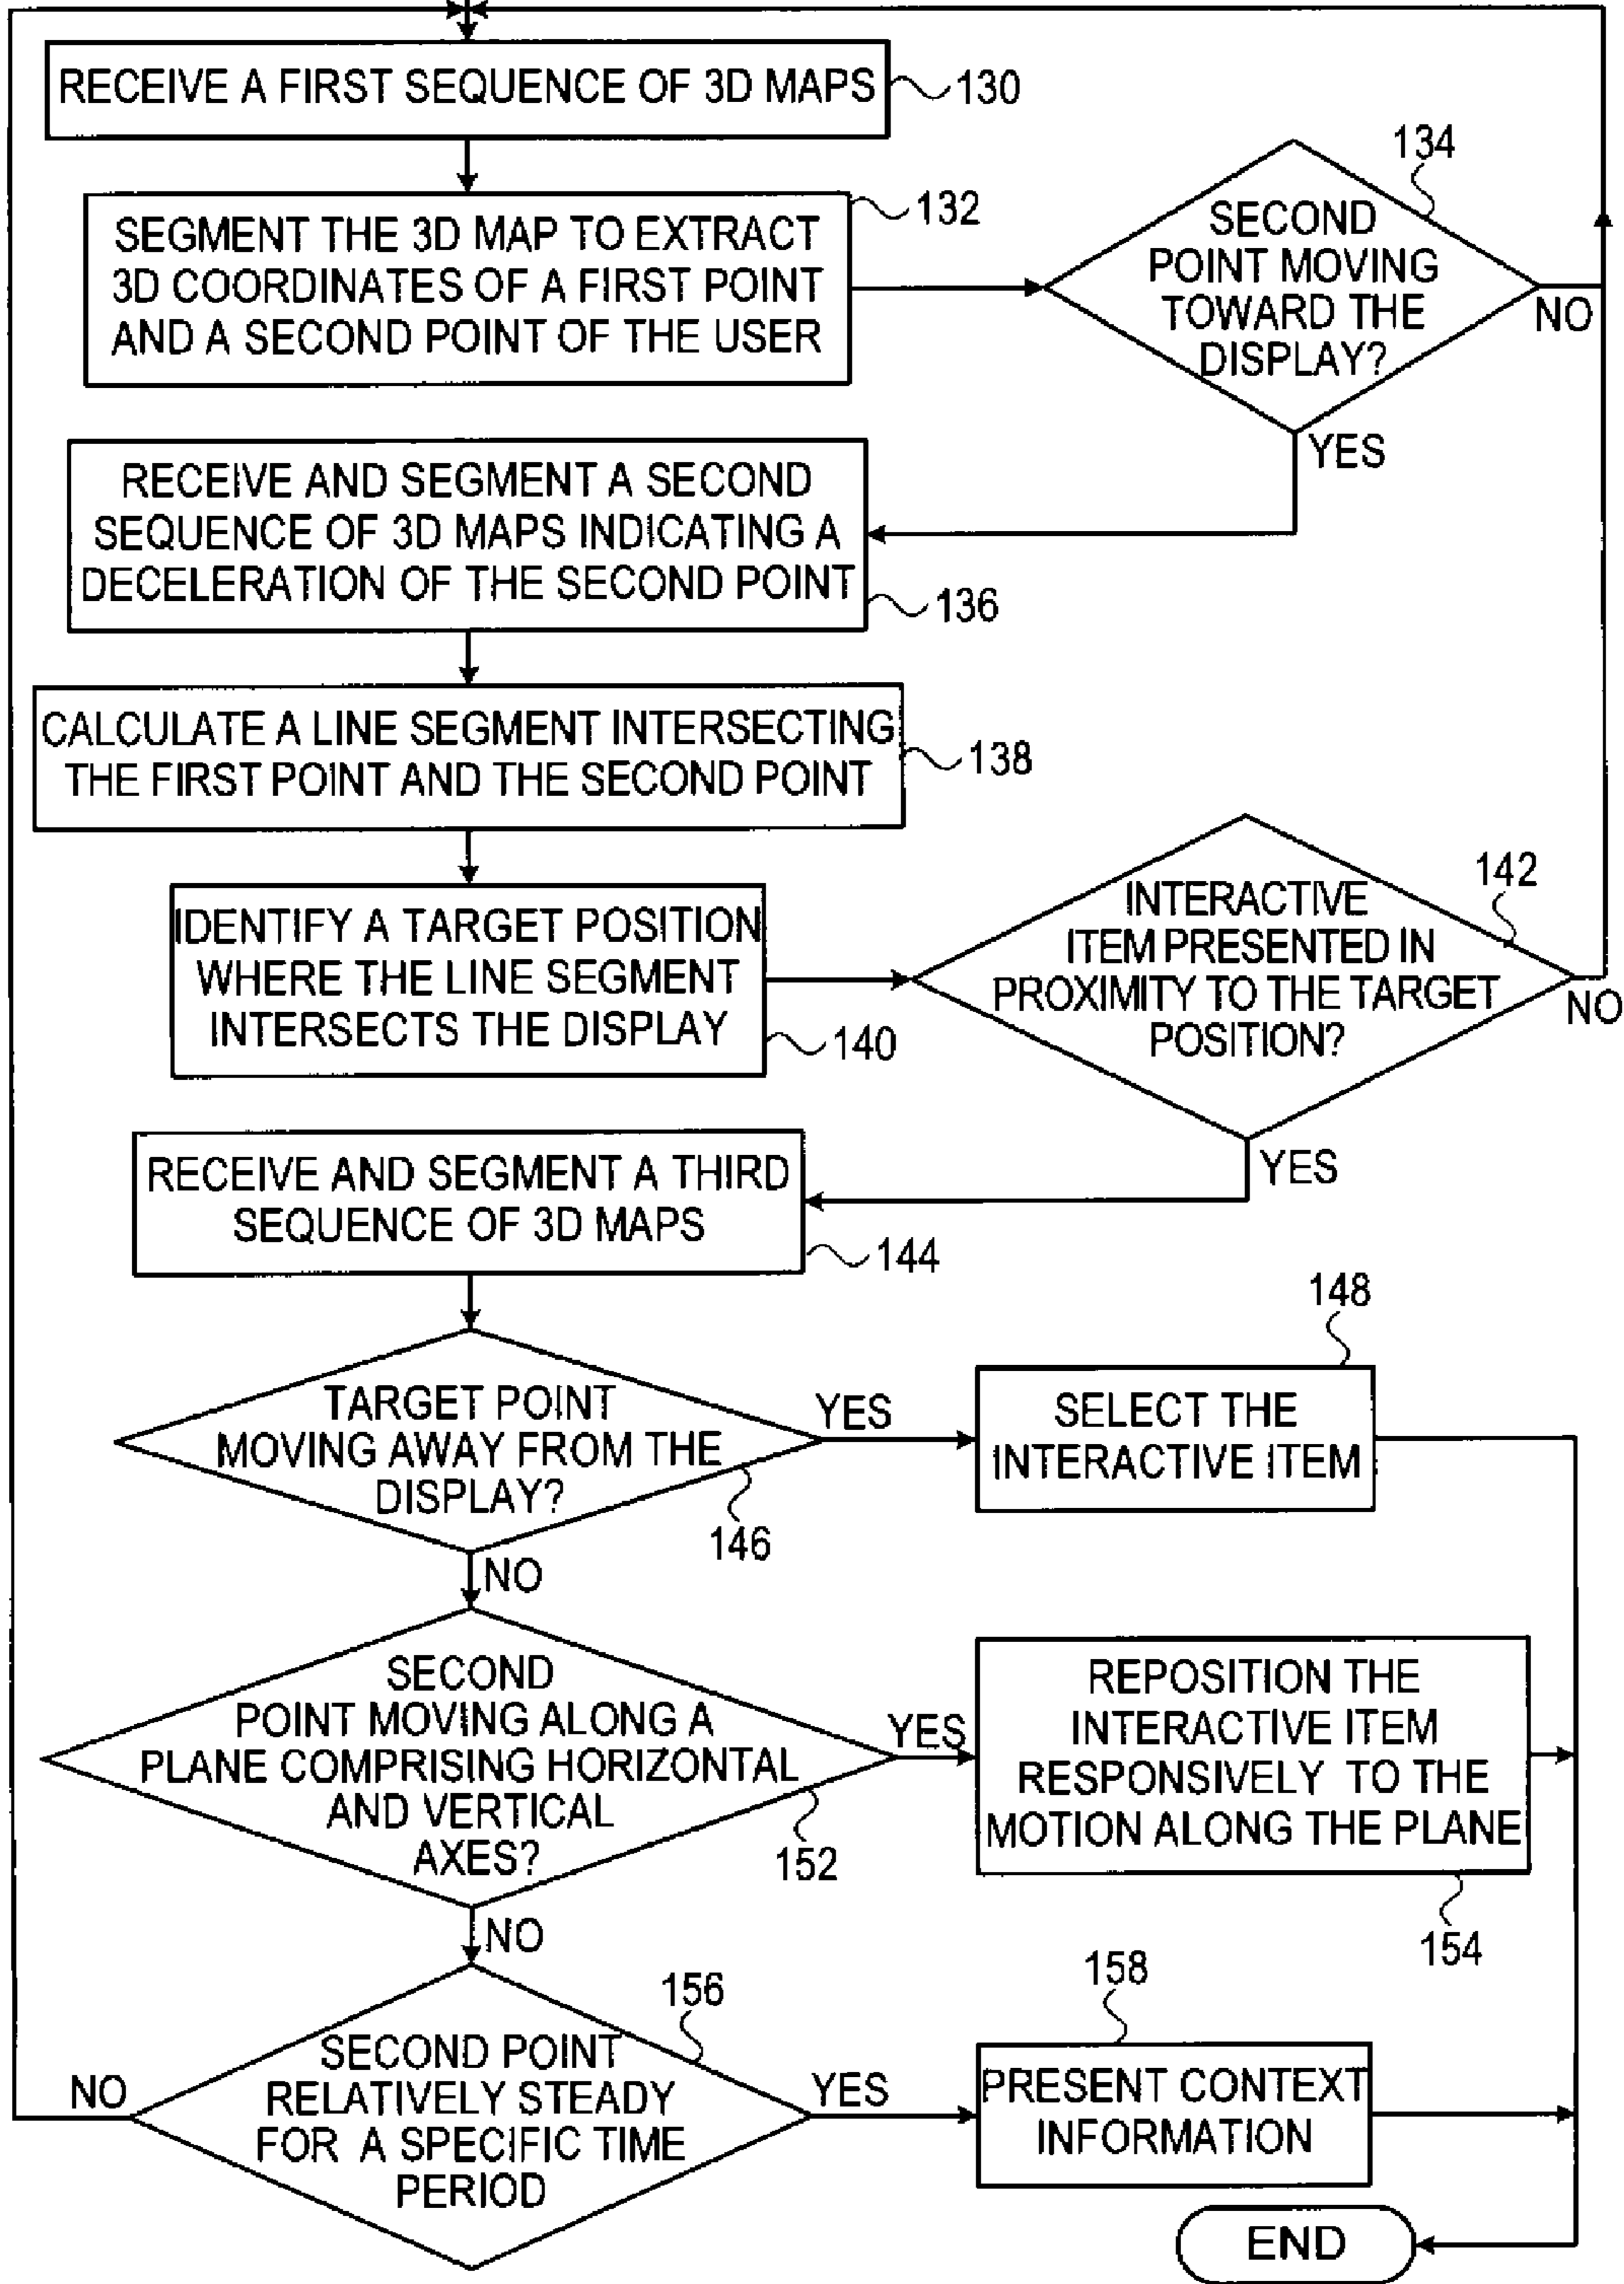 RECEIVE A FIRST SEQUENCE OF 3D MAPS
130
SEGMENT THE 3D MAP TO EXTRACT
3D COORDINATES OF A FIRST POINT
AND A SECOND POINT OF THE USER
132
SECOND
POINT MOVING
TOWARD THE
DISPLAY?
134
NO
YES
RECEIVE AND SEGMENT A SECOND
SEQUENCE OF 3D MAPS INDICATING A
DECELERATION OF THE SECOND POINT
136
CALCULATE A LINE SEGMENT INTERSECTING
THE FIRST POINT AND THE SECOND POINT
138
IDENTIFY A TARGET POSITION
WHERE THE LINE SEGMENT
INTERSECTS THE DISPLAY
140
INTERACTIVE
ITEM PRESENTED IN
PROXIMITY TO THE TARGET
POSITION?
142
NO
YES
RECEIVE AND SEGMENT A THIRD
SEQUENCE OF 3D MAPS
144
TARGET POINT
MOVING AWAY FROM THE
DISPLAY?
146
YES
SELECT THE
INTERACTIVE ITEM
148
NO
SECOND
POINT MOVING ALONG A
PLANE COMPRISING HORIZONTAL
AND VERTICAL
AXES?
152
YES
REPOSITION THE
INTERACTIVE ITEM
RESPONSIVELY TO THE
MOTION ALONG THE PLANE
154
NO
SECOND POINT
RELATIVELY STEADY
FOR A SPECIFIC TIME
PERIOD
156
NO
YES
PRESENT CONTEXT
INFORMATION
158
END